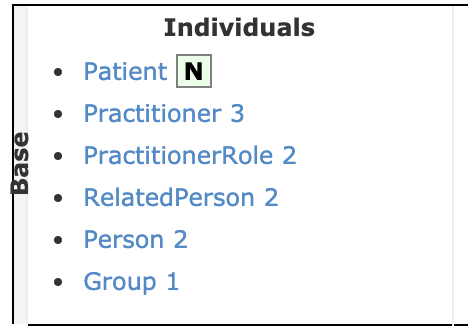 Individuals
Base
Patient N
Practitioner 3
PractitionerRole 2
RelatedPerson 2
Person 2
Group 1